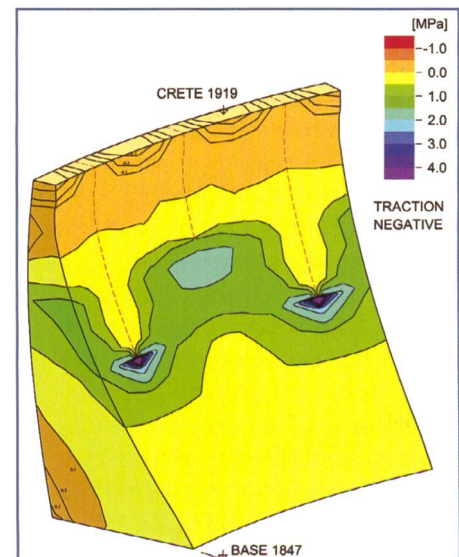 [MPa]
-1.0
0.0
1.0
2.0
3.0
4.0
TRACTION
NEGATIVE
CRETE 1919
BASE 1847